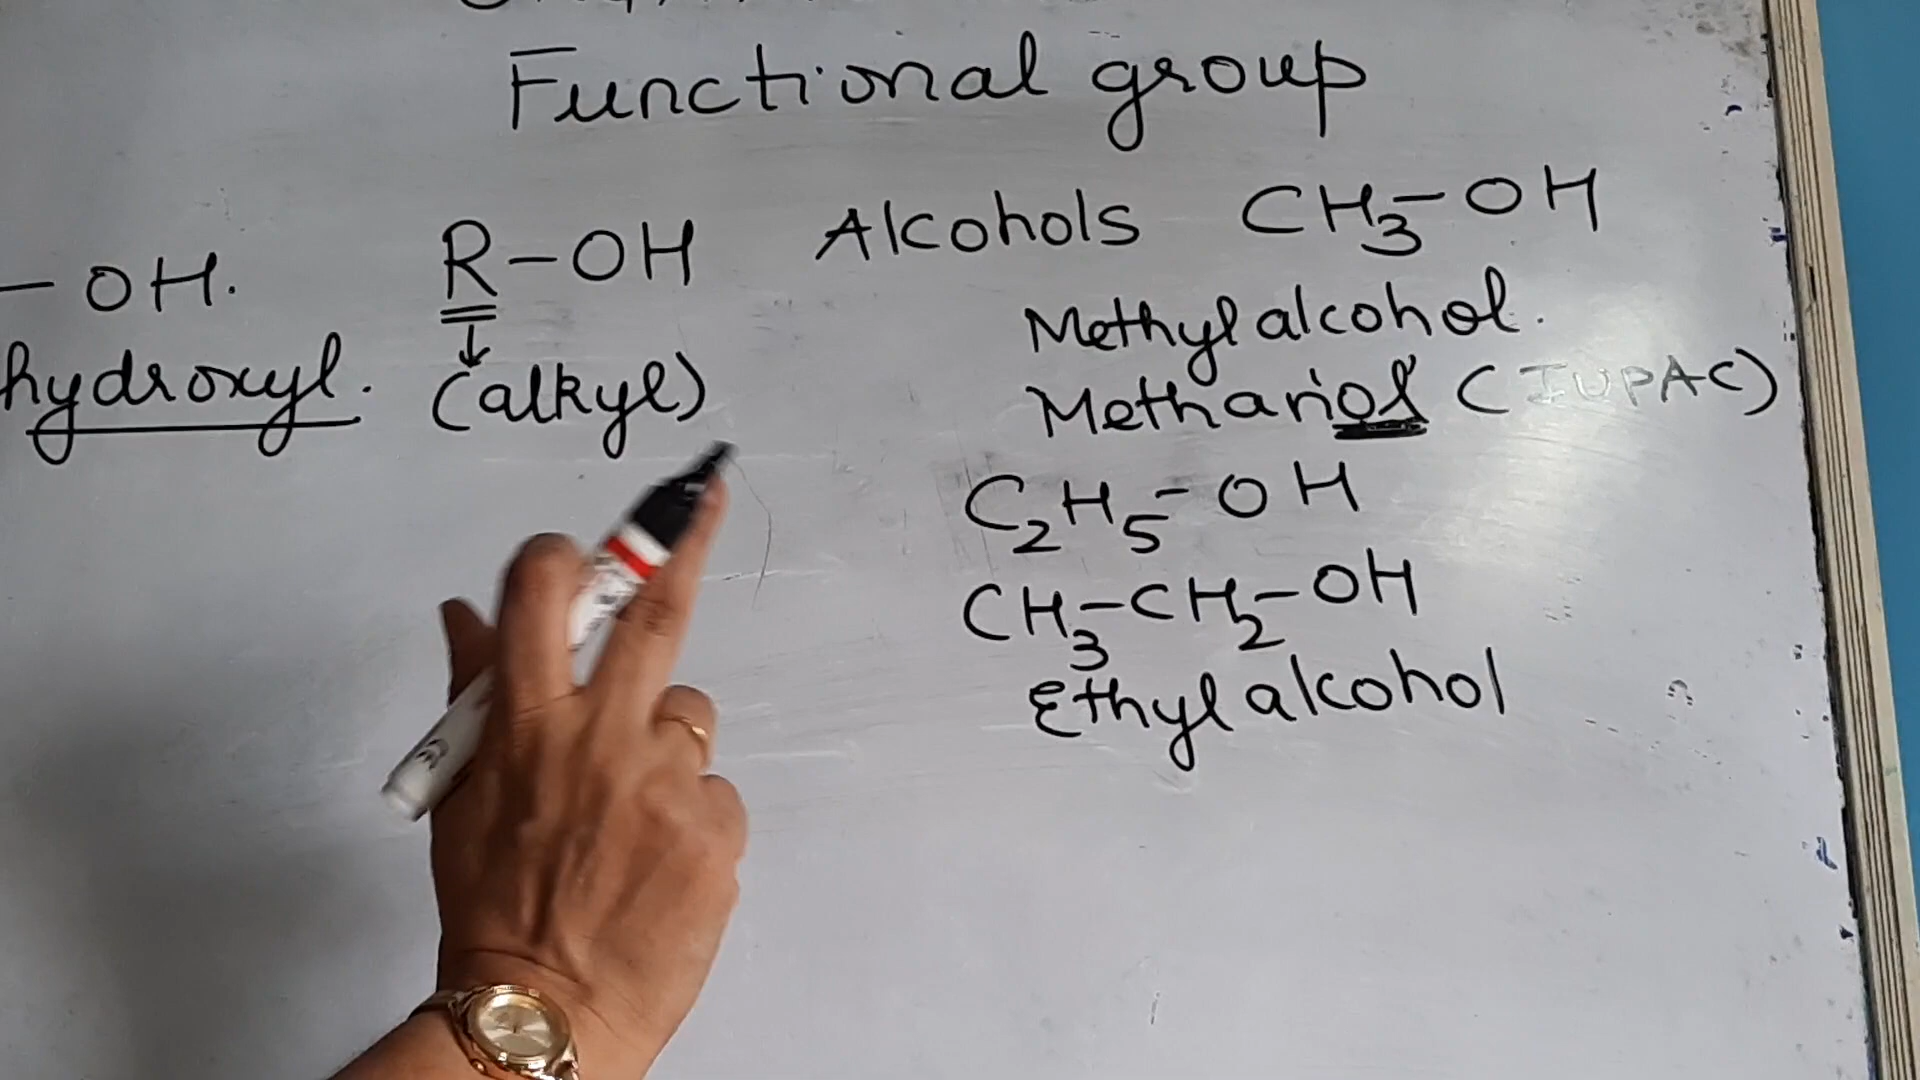 Functional group
-OH. R-OH Alcohols CH3-OH
hydroxyl. (alkyl) Methyl alcohol.
Methanol (IUPAC)
C2H5-OH
CH3-CH2-OH
Ethyl alcohol